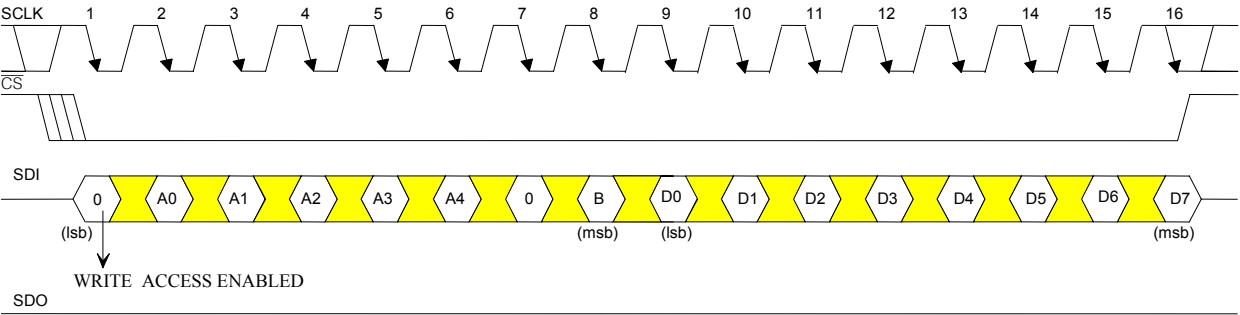 SCLK 1 2 3 4 5 6 7 8 9 10 11 12 13 14 15 16
CS
SDI
0 A0 A1 A2 A3 A4 0 B D0 D1 D2 D3 D4 D5 D6 D7
(lsb) (msb) (lsb) (msb)
WRITE ACCESS ENABLED
SDO